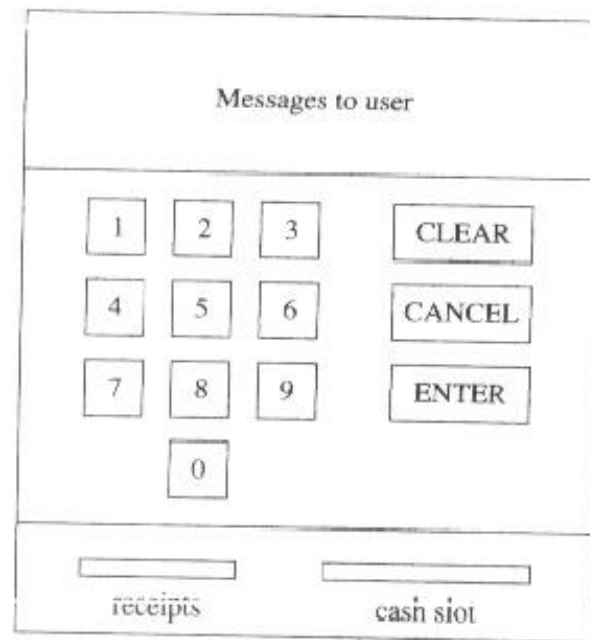 Messages to user
1 2 3 CLEAR
4 5 6 CANCEL
7 8 9 ENTER
0
receipts cash slot